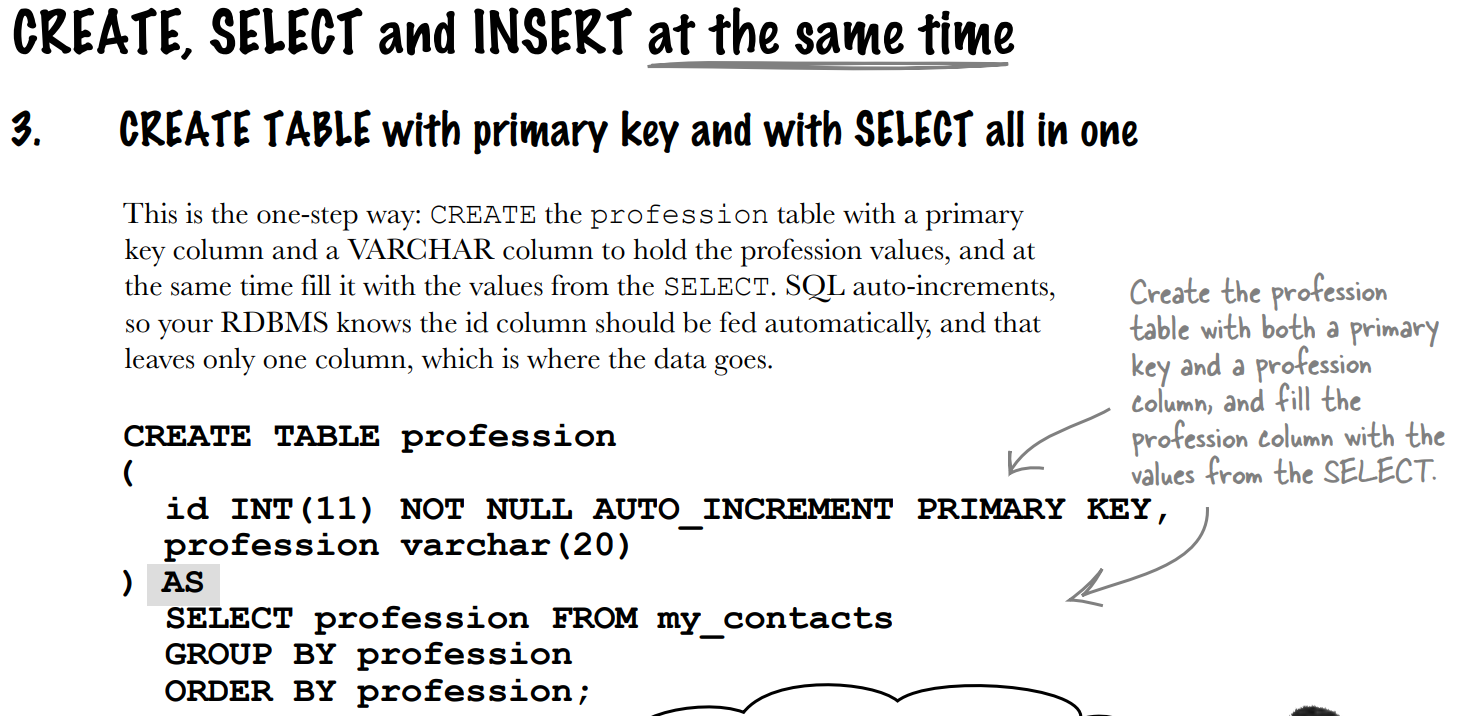 CREATE, SELECT and INSERT at the same time
3. CREATE TABLE with primary key and with SELECT all in one
This is the one-step way: CREATE the profession table with a primary
key column and a VARCHAR column to hold the profession values, and at
the same time fill it with the values from the SELECT. SQL auto-increments,
so your RDBMS knows the id column should be fed automatically, and that
leaves only one column, which is where the data goes.
Create the profession
table with both a primary
key and a profession
column, and fill the
profession column with the
values from the SELECT.
CREATE TABLE profession
(
id INT(11) NOT NULL AUTO_INCREMENT PRIMARY KEY,
profession varchar(20)
) AS
SELECT profession FROM my_contacts
GROUP BY profession
ORDER BY profession;